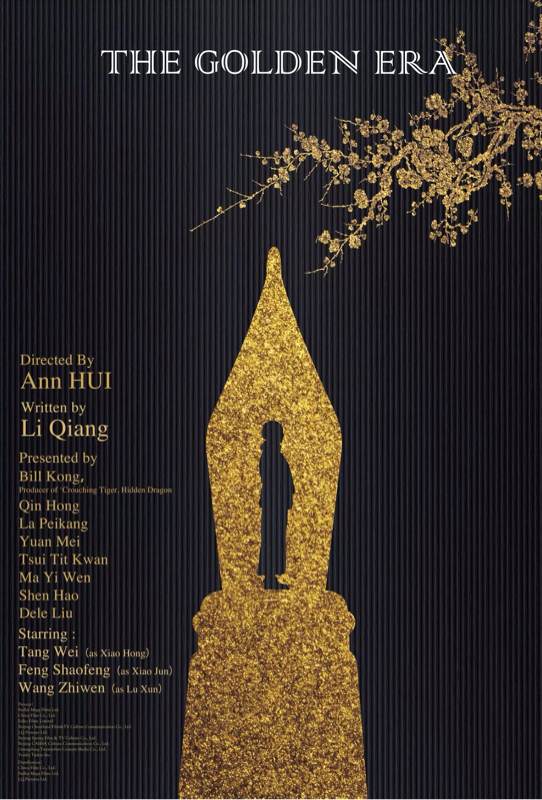 THE GOLDEN ERA
Directed By
Ann HUI
Written by
Li Qiang
Presented by
Bill Kong,
Producer of 'Crouching Tiger, Hidden Dragon
Qin Hong
La Peikang
Yuan Mei
Tsui Tit Kwan
Ma Yi Wen
Shen Hao
Dele Liu
Starring :
Tang Wei (as Xiao Hong)
Feng Shaofeng (as Xiao Jun)
Wang Zhiwen (as Lu Xun)